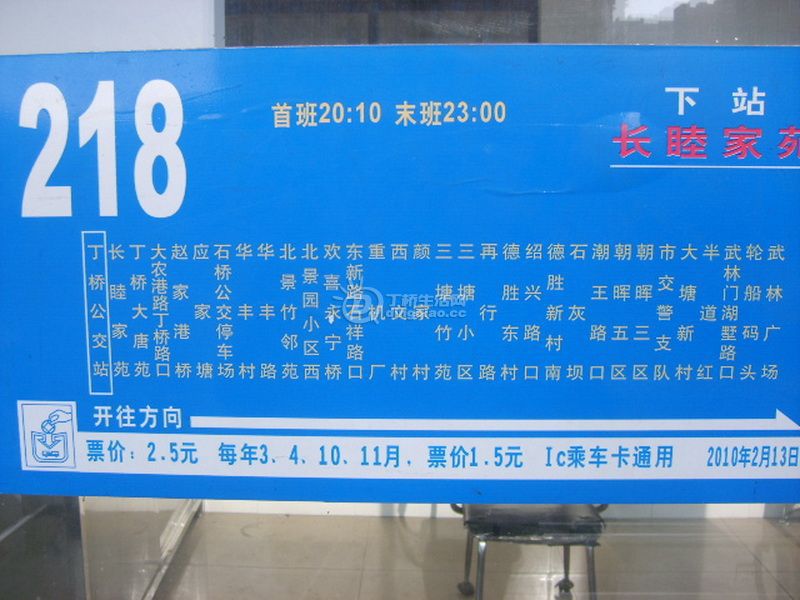 218
首班20:10 末班23:00
下 站
长睦家苑
丁桥公交站
长睦家苑
丁桥大唐苑
大农港路丁桥路口
赵家港桥
应家塘
石桥公交停车场
华丰村
华丰路
北景竹邻苑
北景园小区西
欢喜永宁桥
东新路 祥路口
重机厂
西文村
颜家村
三塘竹苑
三塘小区
再行路
德胜东村
绍兴路口
德胜新村南
石灰坝
潮王路口
朝晖五区
朝晖三区
市交警支队
大塘新村
半道红
武林门湖墅路
轮船码头
武林广场
开往方向
票价：2.5元 每年3、4、10、11月，票价1.5元 Ic乘车卡通用 2010年2月13日
丁桥生活网